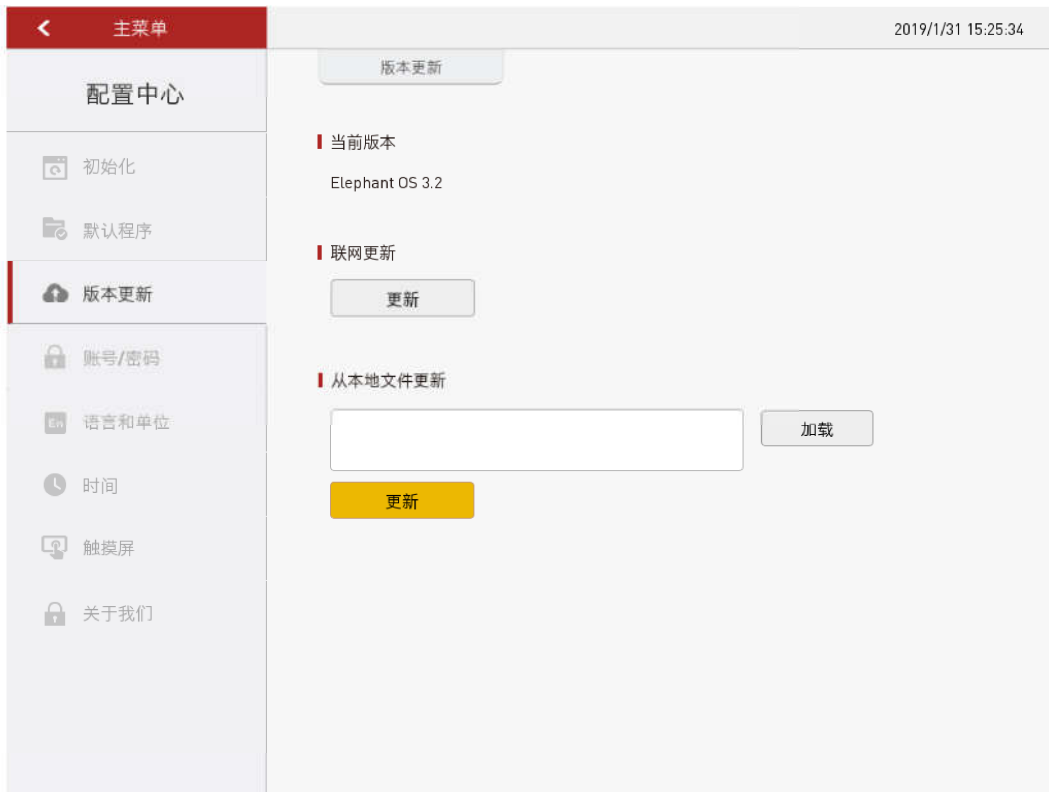 主菜单
2019/1/31 15:25:34
配置中心
初始化
默认程序
版本更新
账号/密码
En 语言和单位
时间
触摸屏
关于我们
版本更新
当前版本
Elephant OS 3.2
联网更新
更新
从本地文件更新
加载
更新